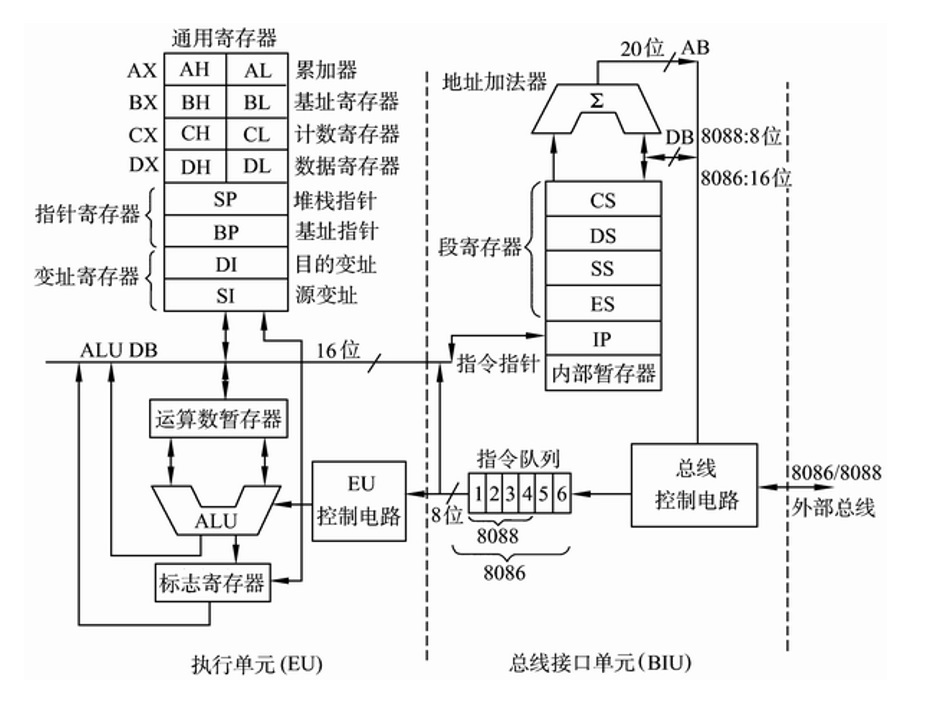 通用寄存器
AX AH AL 累加器
BX BH BL 基址寄存器
CX CH CL 计数寄存器
DX DH DL 数据寄存器
指针寄存器
SP 堆栈指针
BP 基址指针
变址寄存器
DI 目的变址
SI 源变址
ALU DB
16位
运算数暂存器
ALU
标志寄存器
EU
控制电路
执行单元(EU)
20位 AB
地址加法器
Σ
DB 8088:8位
8086:16位
段寄存器
CS
DS
SS
ES
IP
指令指针
内部暂存器
指令队列
1 2 3 4 5 6
8位
8088
8086
总线
控制电路
8086/8088
外部总线
总线接口单元(BIU)